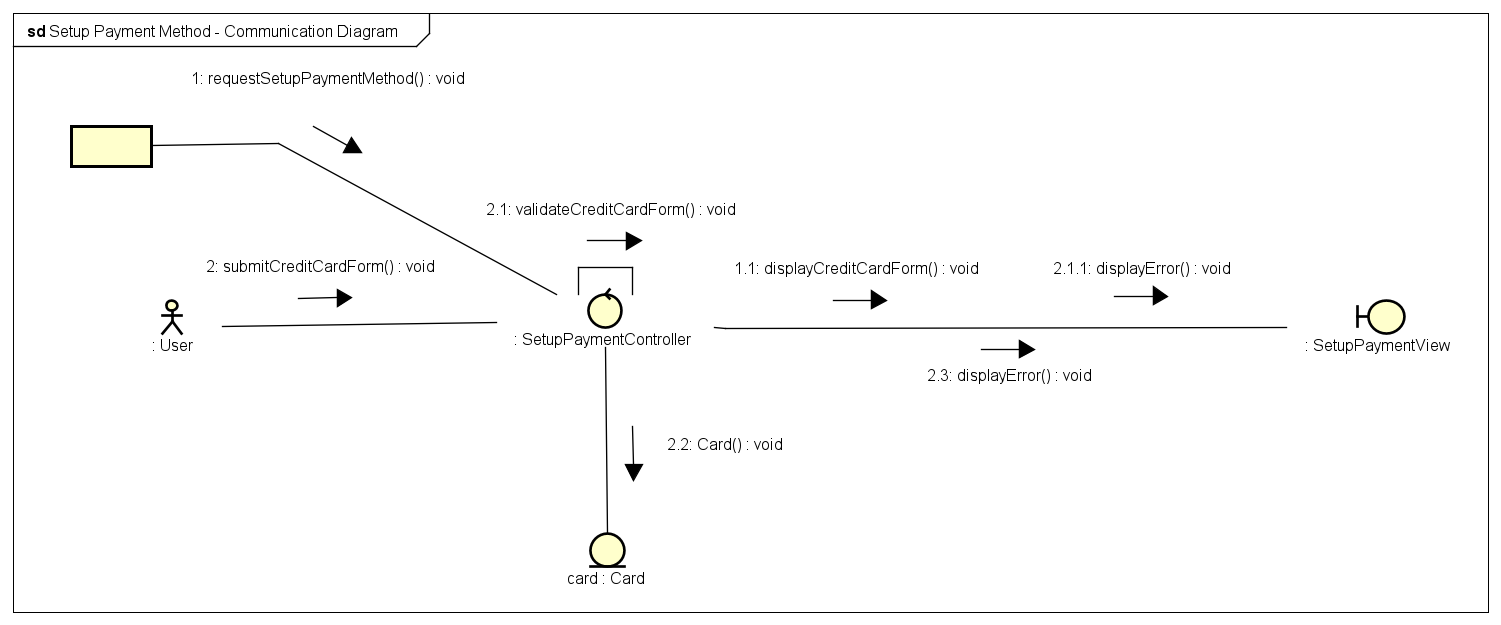 sd Setup Payment Method - Communication Diagram
1: requestSetupPaymentMethod() : void
2.1: validateCreditCardForm() : void
2: submitCreditCardForm() : void
1.1: displayCreditCardForm() : void
2.1.1: displayError() : void
: User
: SetupPaymentController
: SetupPaymentView
2.3: displayError() : void
2.2: Card() : void
card : Card